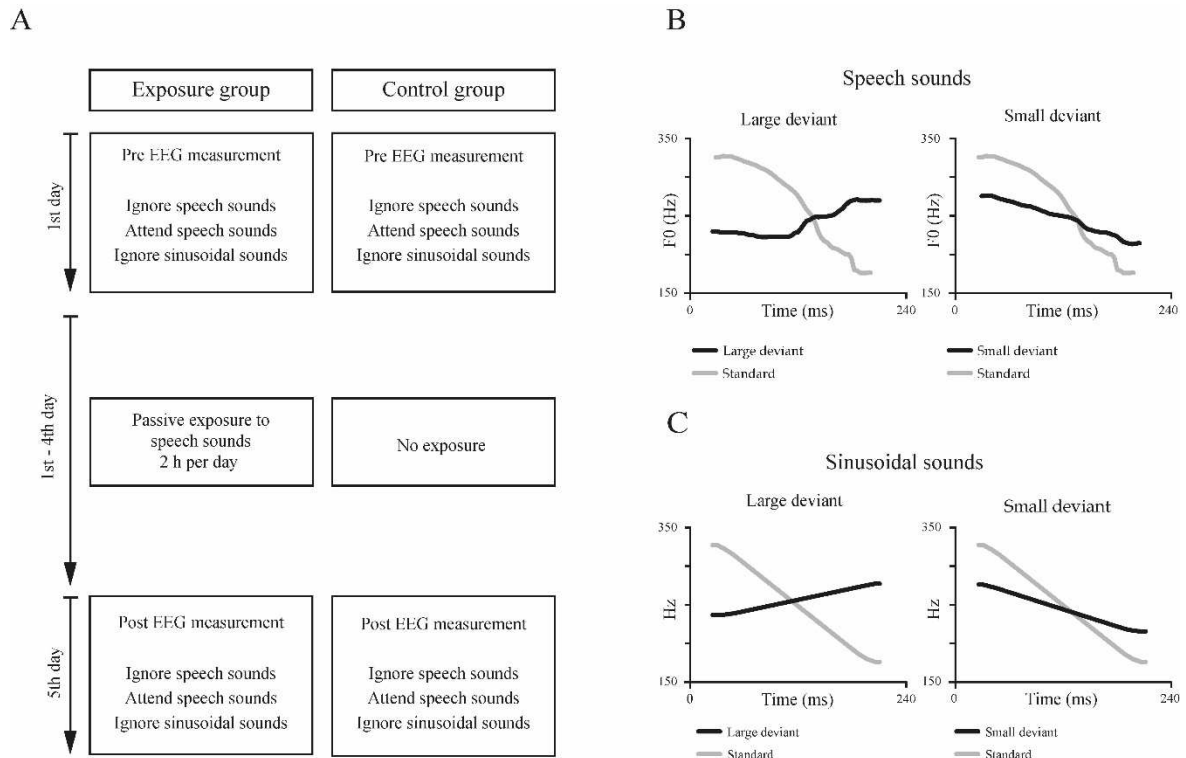 A
Exposure group
Control group
1st day
Pre EEG measurement
Ignore speech sounds
Attend speech sounds
Ignore sinusoidal sounds
Pre EEG measurement
Ignore speech sounds
Attend speech sounds
Ignore sinusoidal sounds
1st - 4th day
Passive exposure to
speech sounds
2 h per day
No exposure
5th day
Post EEG measurement
Ignore speech sounds
Attend speech sounds
Ignore sinusoidal sounds
Post EEG measurement
Ignore speech sounds
Attend speech sounds
Ignore sinusoidal sounds
B
Speech sounds
Large deviant
350
F0 (Hz)
150
0
Time (ms)
240
Large deviant
Standard
Small deviant
350
F0 (Hz)
150
0
Time (ms)
240
Small deviant
Standard
C
Sinusoidal sounds
Large deviant
350
Hz
150
0
Time (ms)
240
Large deviant
Standard
Small deviant
350
Hz
150
0
Time (ms)
240
Small deviant
Standard